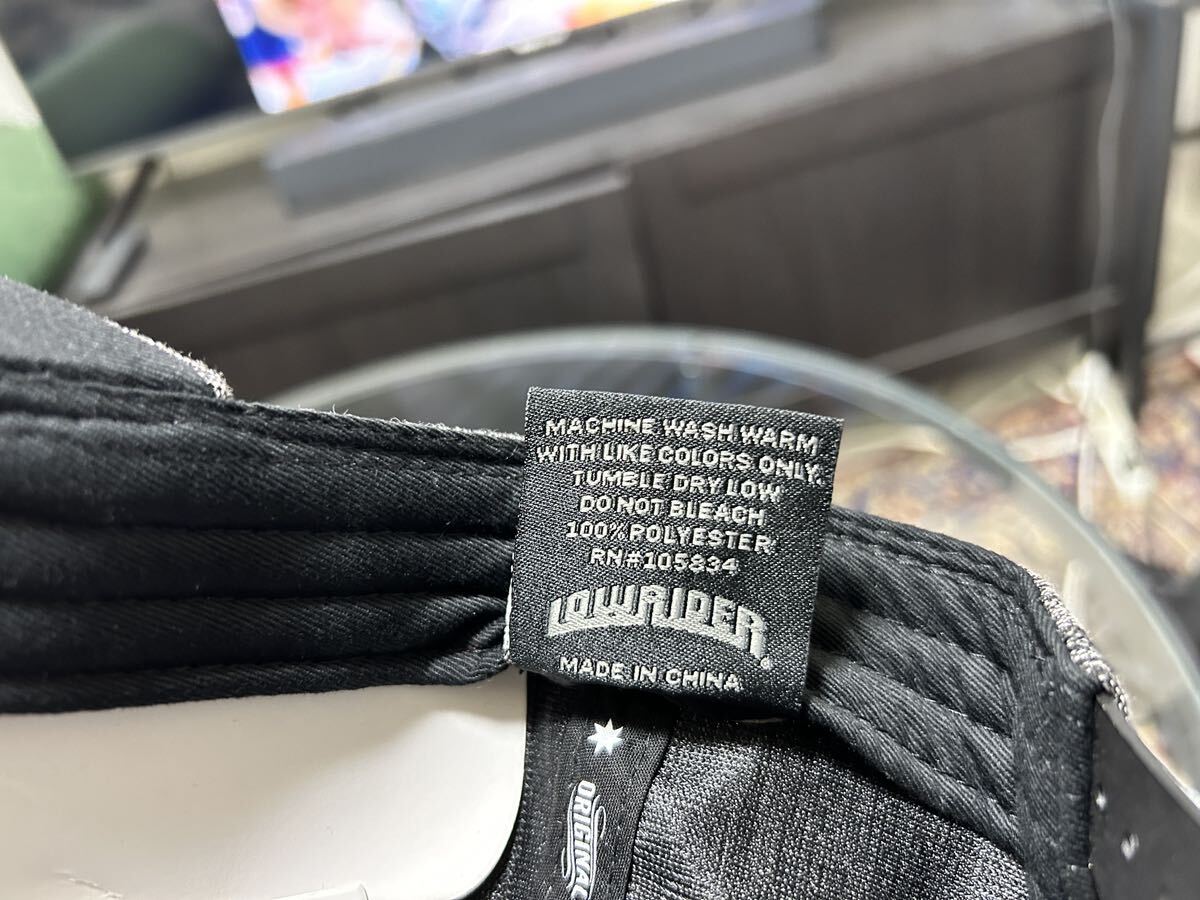 MACHINE WASH WARM
WITH LIKE COLORS ONLY.
TUMBLE DRY LOW
DO NOT BLEACH
100% POLYESTER
RN#105834
LOWRIDER®
MADE IN CHINA
ORIGINAL